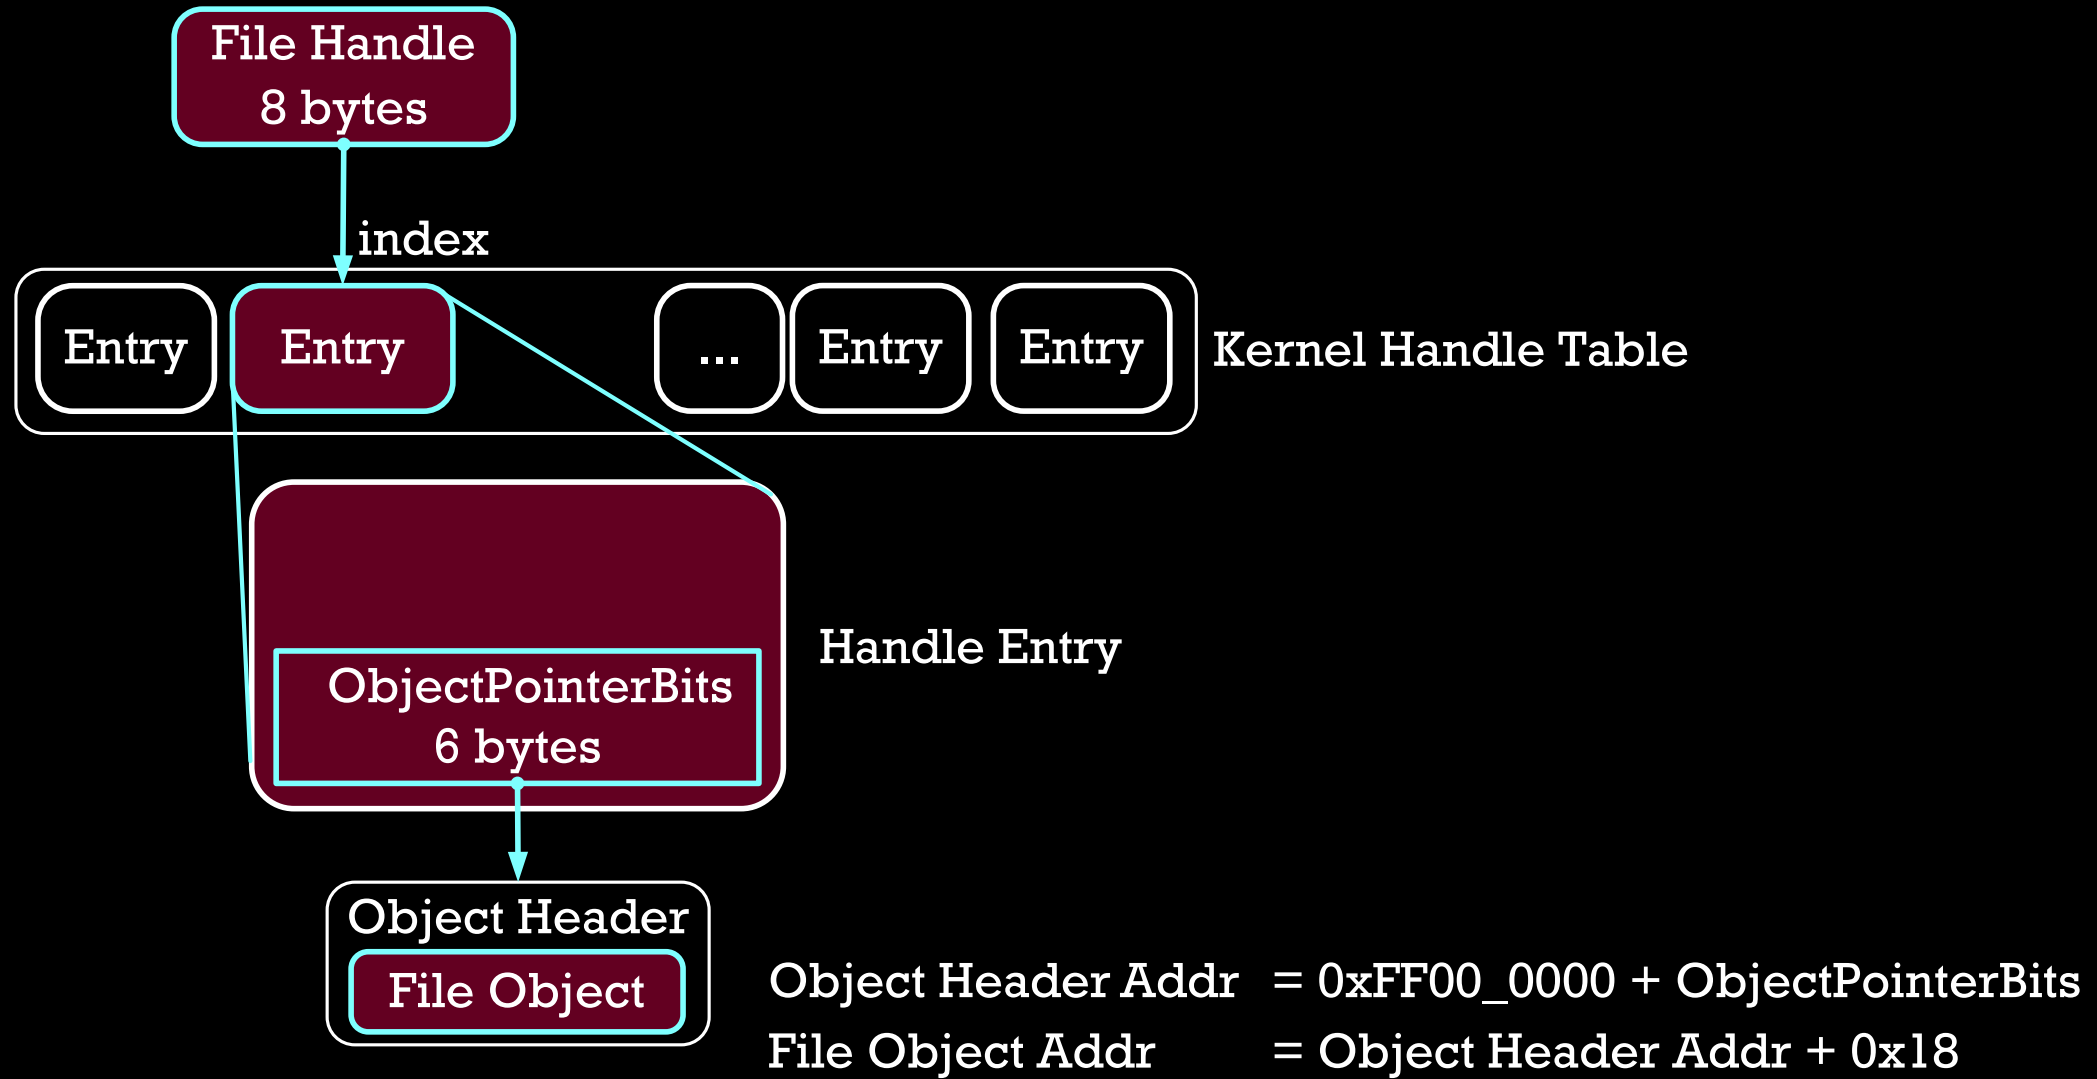 File Handle
8 bytes
index
Entry
Entry
...
Entry
Entry
Kernel Handle Table
Handle Entry
ObjectPointerBits
6 bytes
Object Header
File Object
Object Header Addr = 0xFF00_0000 + ObjectPointerBits
File Object Addr = Object Header Addr + 0x18